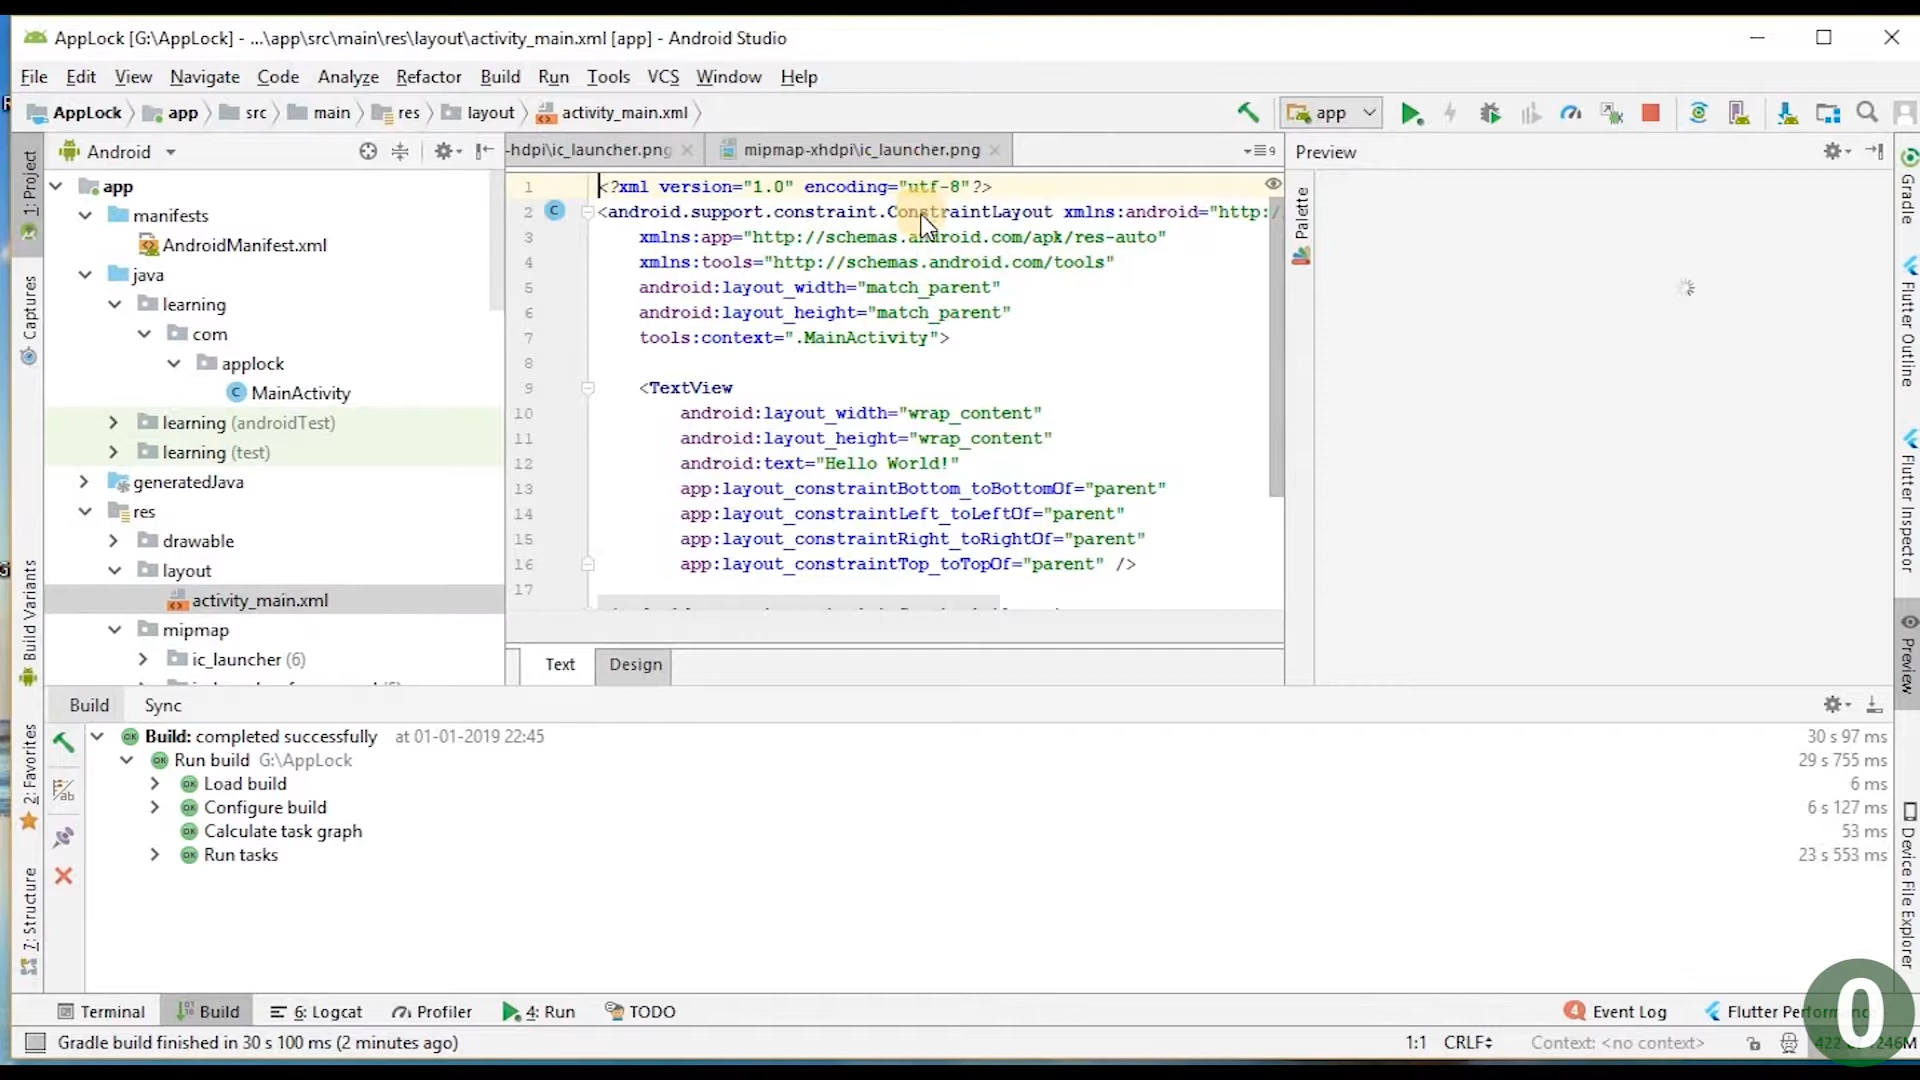 AppLock [G:\AppLock] - ...\app\src\main\res\layout\activity_main.xml [app] - Android Studio
File Edit View Navigate Code Analyze Refactor Build Run Tools VCS Window Help
AppLock app src main res layout activity_main.xml app
Android
-hdpi\ic_launcher.png mipmap-xhdpi\ic_launcher.png
9
Preview
1: Project
Captures
Build Variants
2: Favorites
7: Structure
app
manifests
AndroidManifest.xml
java
learning
com
applock
MainActivity
learning (androidTest)
learning (test)
generatedJava
res
drawable
layout
activity_main.xml
mipmap
ic_launcher (6)
1 <?xml version="1.0" encoding="utf-8"?>
2 <android.support.constraint.ConstraintLayout xmlns:android="http:/
3 xmlns:app="http://schemas.android.com/apk/res-auto"
4 xmlns:tools="http://schemas.android.com/tools"
5 android:layout_width="match_parent"
6 android:layout_height="match_parent"
7 tools:context=".MainActivity">
8
9 <TextView
10 android:layout_width="wrap_content"
11 android:layout_height="wrap_content"
12 android:text="Hello World!"
13 app:layout_constraintBottom_toBottomOf="parent"
14 app:layout_constraintLeft_toLeftOf="parent"
15 app:layout_constraintRight_toRightOf="parent"
16 app:layout_constraintTop_toTopOf="parent" />
17
Text Design
Palette
Gradle
Flutter Outline
Flutter Inspector
Preview
Device File Explorer
Build Sync
Build: completed successfully at 01-01-2019 22:45 30 s 97 ms
Run build G:\AppLock 29 s 755 ms
Load build 6 ms
Configure build 6 s 127 ms
Calculate task graph 53 ms
Run tasks 23 s 553 ms
Terminal Build 6: Logcat Profiler 4: Run TODO 4 Event Log Flutter Perform
Gradle build finished in 30 s 100 ms (2 minutes ago) 1:1 CRLF Context: <no context>
0